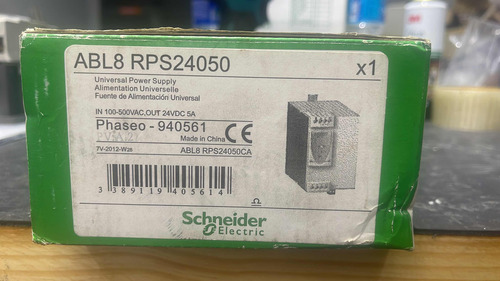 ABL8 RPS24050 x1
Universal Power Supply
Alimentation Universelle
Fuente de Alimentación Universal
IN 100-500VAC,OUT 24VDC 5A
Phaseo - 940561
Made in China CE
7V-2012-W28
ABL8 RPS24050CA
3 389119 405614
Schneider
Electric